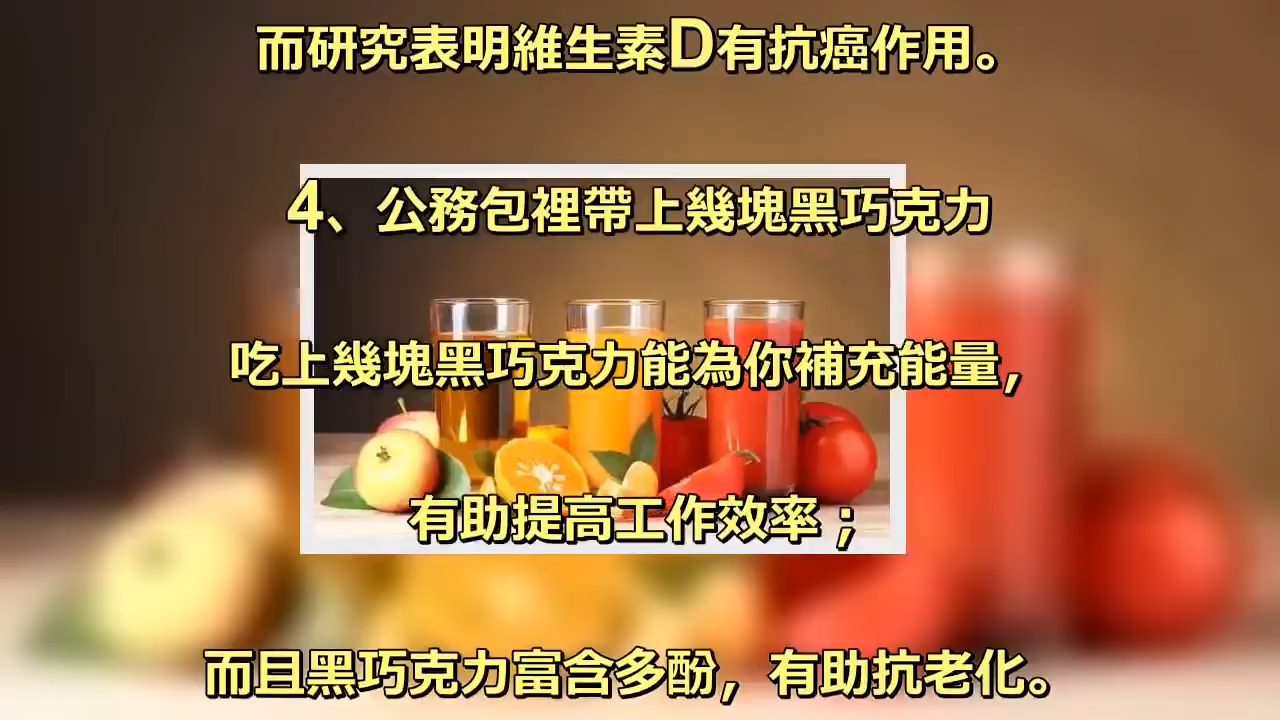 而研究表明維生素D有抗癌作用。
4、公務包裡帶上幾塊黑巧克力
吃上幾塊黑巧克力能為你補充能量，
有助提高工作效率；
而且黑巧克力富含多酚，有助抗老化。